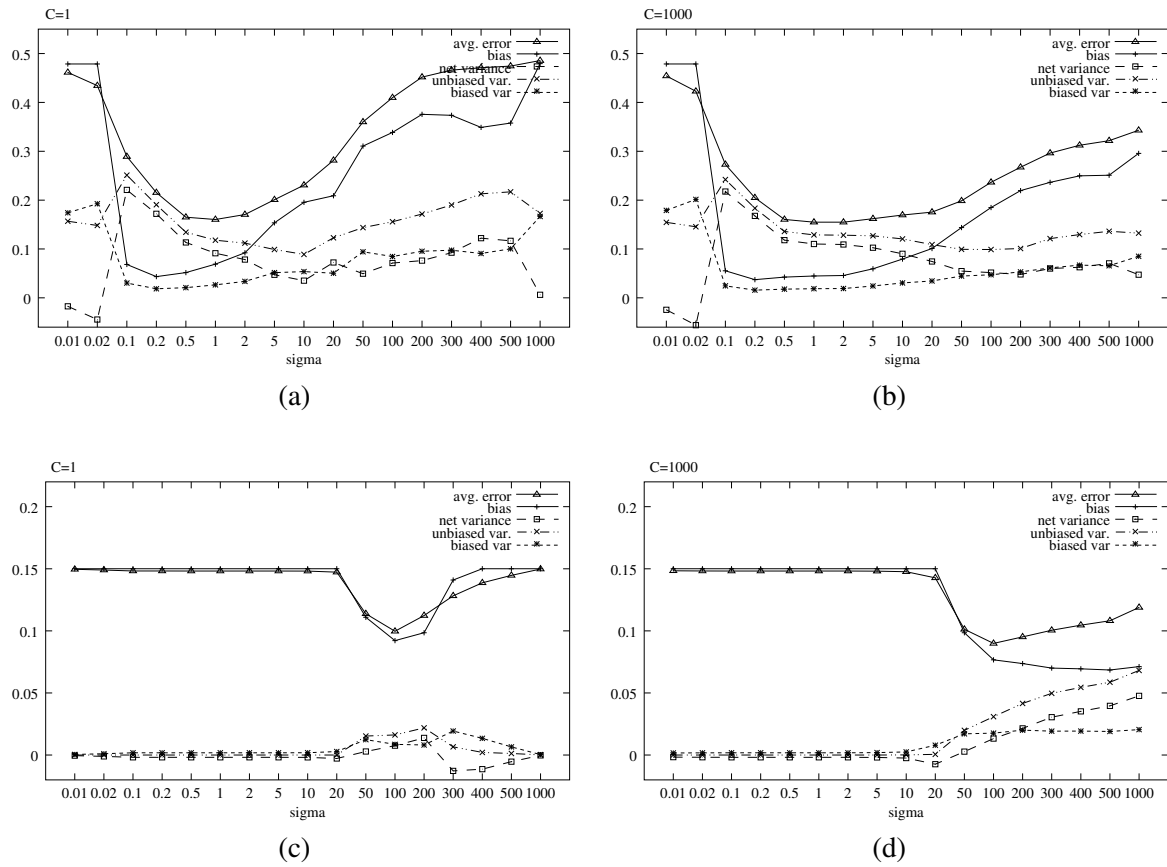 C=1
avg. error
bias
net variance
unbiased var.
biased var
0.5
0.4
0.3
0.2
0.1
0
0.01 0.02 0.1 0.2 0.5 1 2 5 10 20 50 100 200 300 400 500 1000
sigma
(a)
C=1000
avg. error
bias
net variance
unbiased var.
biased var
0.5
0.4
0.3
0.2
0.1
0
0.01 0.02 0.1 0.2 0.5 1 2 5 10 20 50 100 200 300 400 500 1000
sigma
(b)
C=1
avg. error
bias
net variance
unbiased var.
biased var
0.2
0.15
0.1
0.05
0
0.01 0.02 0.1 0.2 0.5 1 2 5 10 20 50 100 200 300 400 500 1000
sigma
(c)
C=1000
avg. error
bias
net variance
unbiased var.
biased var
0.2
0.15
0.1
0.05
0
0.01 0.02 0.1 0.2 0.5 1 2 5 10 20 50 100 200 300 400 500 1000
sigma
(d)